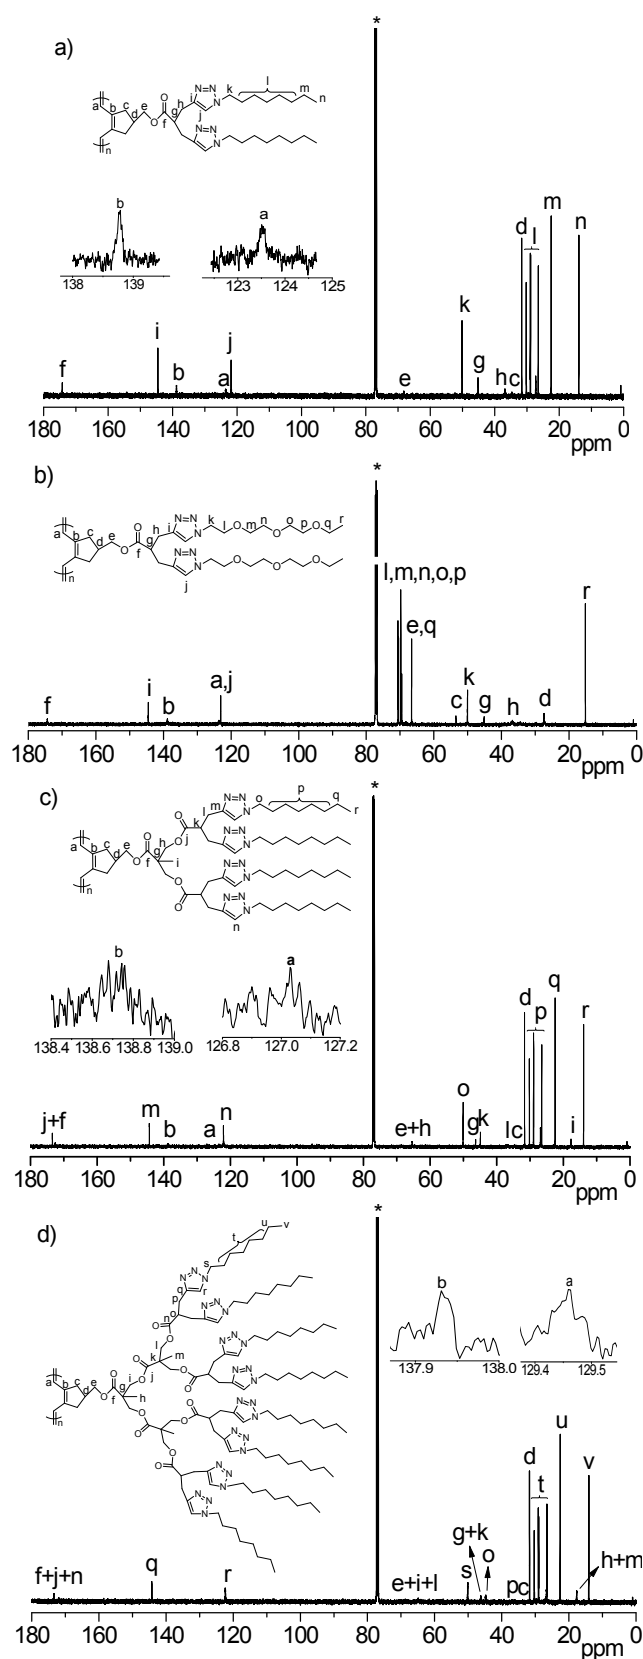 a)
*
N=N
i
N
k
l
m
n
h
j
a
b
c
d
e
O
f
g
O
n
N=N
N
b
a
138
139
123
124
125
f
i
b
a
j
e
k
g
h
c
d
l
m
n
180
160
140
120
100
80
60
40
20
0
ppm
b)
*
N=N
i
N
k
l
O
m
n
O
o
p
O
q
r
h
a
b
c
d
e
O
f
g
O
n
N=N
N
O
O
O
j
l,m,n,o,p
e,q
r
f
i
b
a,j
c
k
g
h
d
180
160
140
120
100
80
60
40
20
0
ppm
c)
*
N=N
m
N
o
p
q
r
l
k
j
O
O
h
a
b
c
d
e
O
f
g
i
O
n
N=N
N
N=N
N
N=N
N
n
O
O
b
a
138.4
138.6
138.8
139.0
126.8
127.0
127.2
j+f
m
b
a
n
e+h
o
g
k
l
c
d
p
q
r
i
180
160
140
120
100
80
60
40
20
0
ppm
d)
*
u
v
t
s
N=N
q
N
r
p
o
n
O
O
l
k
m
j
O
O
i
a
b
c
d
e
O
f
g
h
O
n
b
a
137.9
138.0
129.4
129.5
f+j+n
q
r
e+i+l
s
g+k
o
p
c
d
t
u
v
h+m
180
160
140
120
100
80
60
40
20
0
ppm